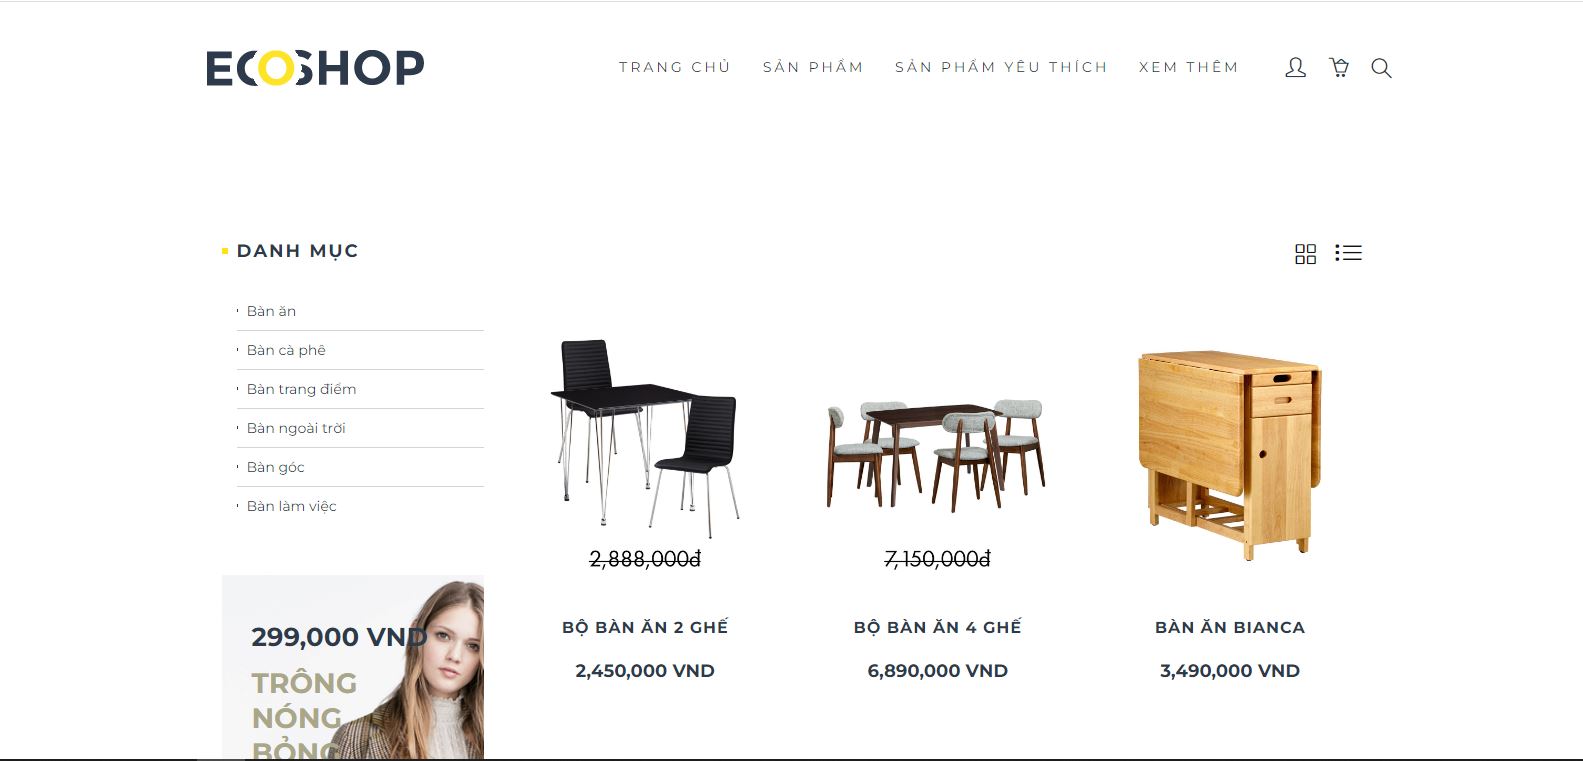 ECOSHOP
TRANG CHỦ SẢN PHẨM SẢN PHẨM YÊU THÍCH XEM THÊM
DANH MỤC
Bàn ăn
Bàn cà phê
Bàn trang điểm
Bàn ngoài trời
Bàn góc
Bàn làm việc
299,000 VND
TRÔNG
NÓNG
BỎNG
2,888,000đ
7,150,000đ
BỘ BÀN ĂN 2 GHẾ
BỘ BÀN ĂN 4 GHẾ
BÀN ĂN BIANCA
2,450,000 VND
6,890,000 VND
3,490,000 VND